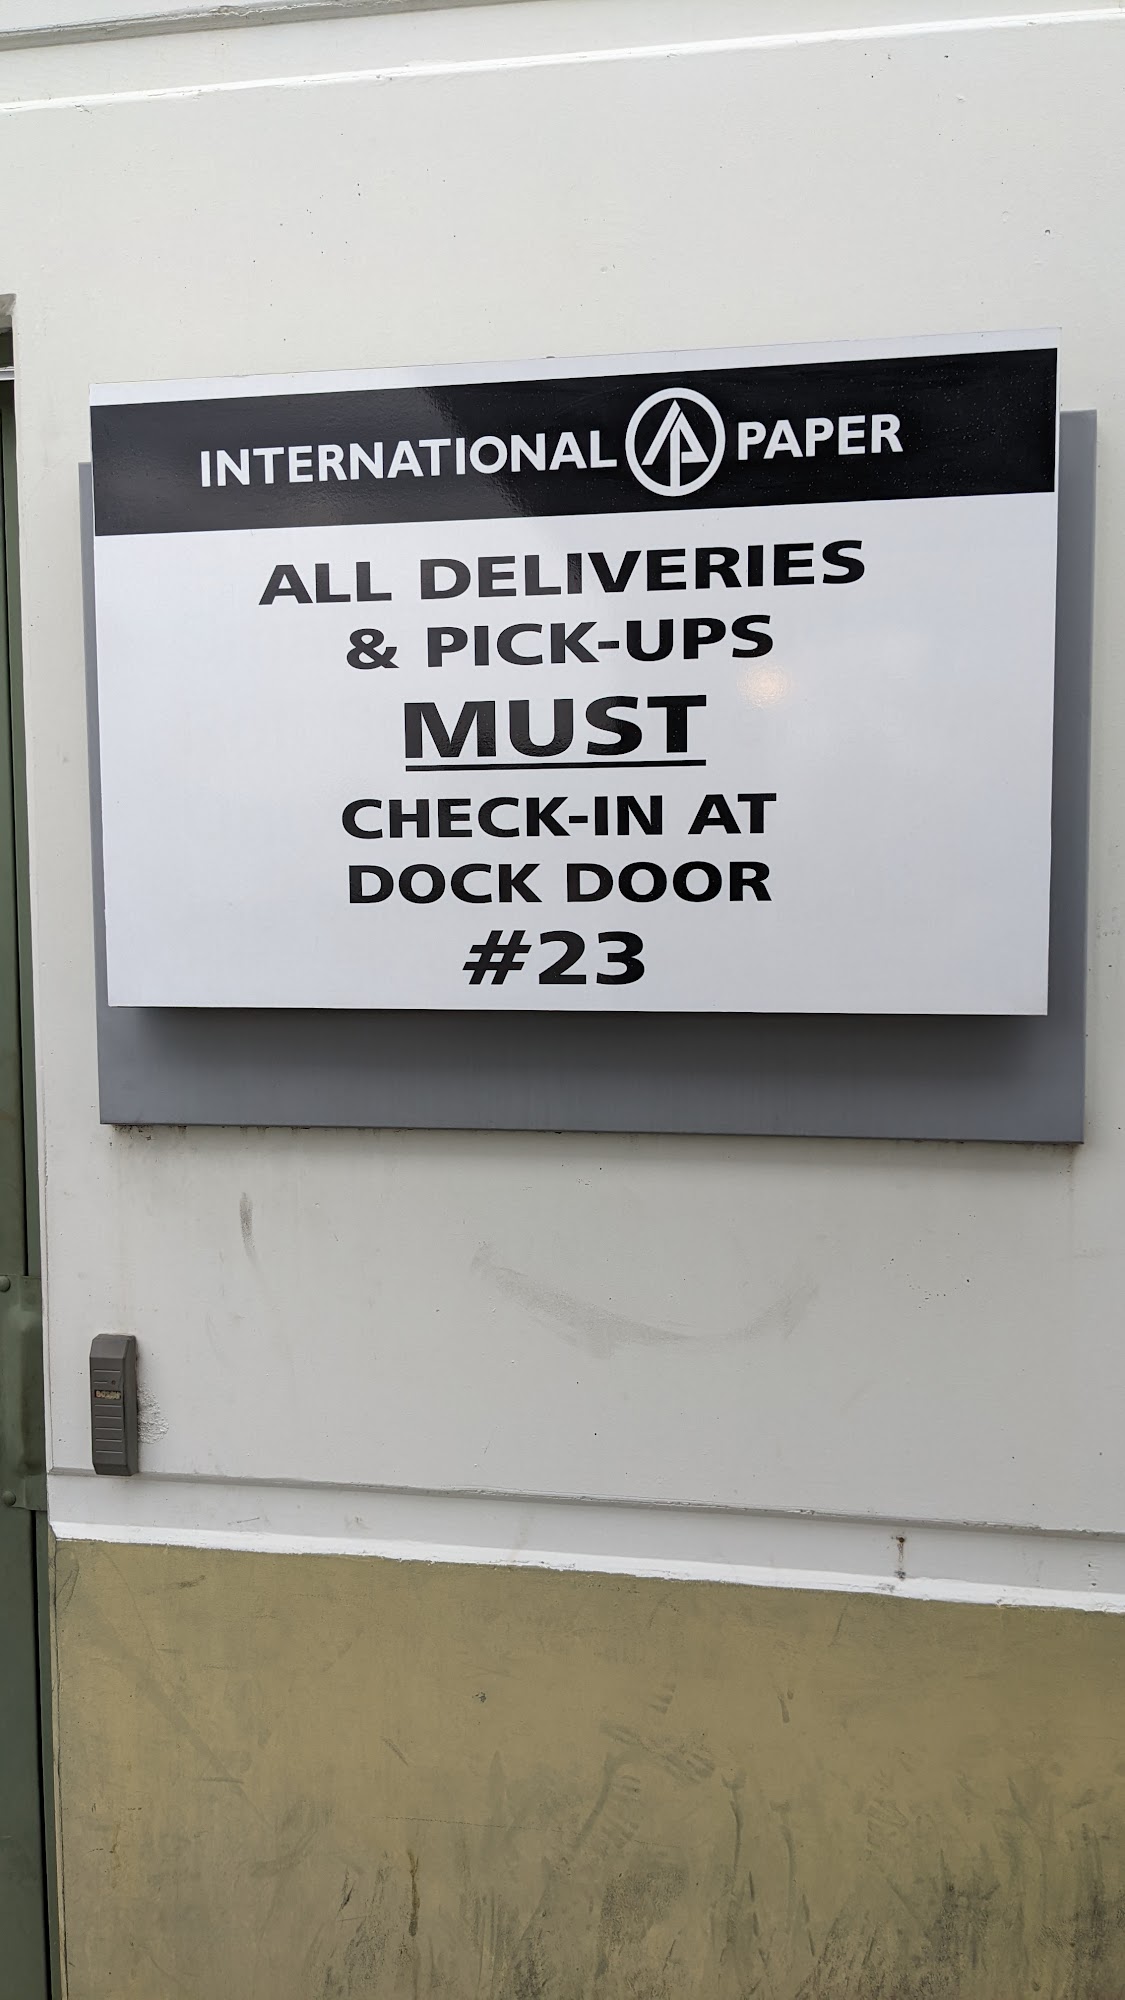 INTERNATIONAL PAPER
ALL DELIVERIES
& PICK-UPS
MUST
CHECK-IN AT
DOCK DOOR
#23